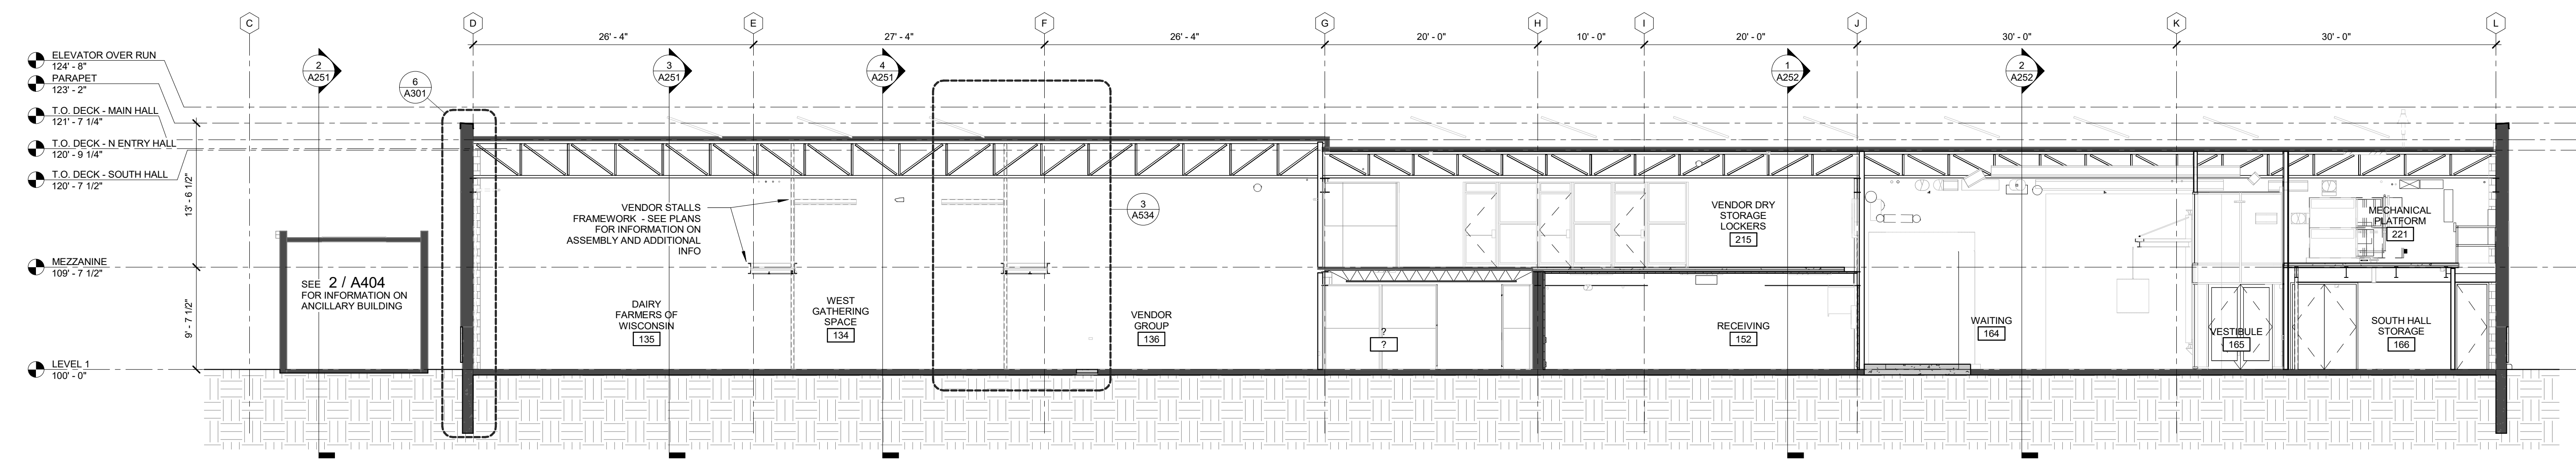 C
D
E
F
G
H
I
J
K
L
26' - 4"
27' - 4"
26' - 4"
20' - 0"
10' - 0"
20' - 0"
30' - 0"
30' - 0"
ELEVATOR OVER RUN
124' - 8"
PARAPET
123' - 2"
T.O. DECK - MAIN HALL
121' - 7 1/4"
T.O. DECK - N ENTRY HALL
120' - 9 1/4"
T.O. DECK - SOUTH HALL
120' - 7 1/2"
MEZZANINE
109' - 7 1/2"
LEVEL 1
100' - 0"
13' - 6 1/2"
9' - 7 1/2"
2
A251
6
A301
3
A251
4
A251
1
A252
2
A252
3
A534
SEE 2 / A404
FOR INFORMATION ON
ANCILLARY BUILDING
VENDOR STALLS
FRAMEWORK - SEE PLANS
FOR INFORMATION ON
ASSEMBLY AND ADDITIONAL
INFO
DAIRY
FARMERS OF
WISCONSIN
135
WEST
GATHERING
SPACE
134
VENDOR
GROUP
136
?
?
VENDOR DRY
STORAGE
LOCKERS
215
RECEIVING
152
WAITING
164
VESTIBULE
165
MECHANICAL
PLATFORM
221
SOUTH HALL
STORAGE
166